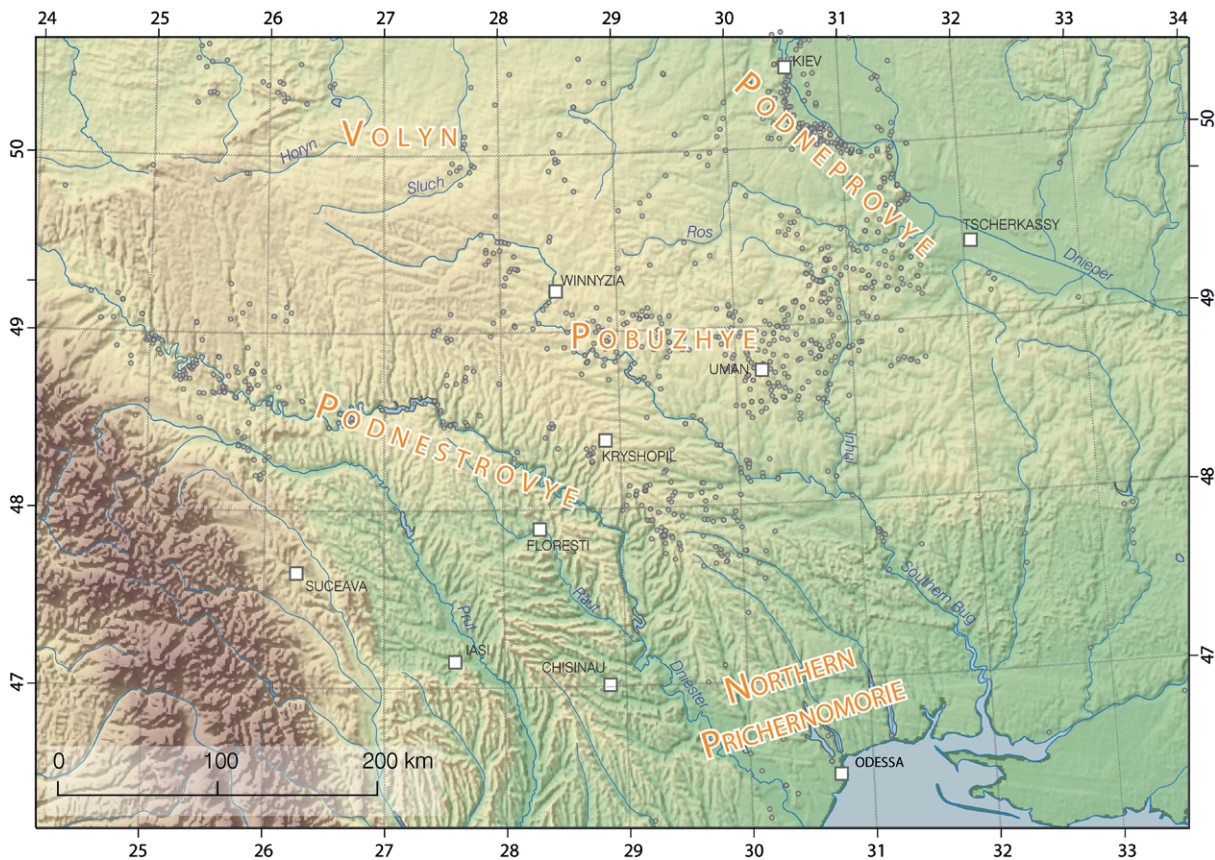 24 25 26 27 28 29 30 31 32 33 34
KIEV
PODNEPROVYE
VOLYN
50
50
Horyn
Sluch
Ros
TSCHERKASSY
Dnieper
WINNYZIA
49
49
POBUZHYE
UMAN
PODNESTROVYE
KRYSHOPIL
Inhul
48
48
FLOREŞTI
SUCEAVA
Southern Bug
Raut
Prut
IASI
CHISINAU
Dniester
47
47
NORTHERN
PRICHERNOMORIE
0 100 200 km
ODESSA
25 26 27 28 29 30 31 32 33